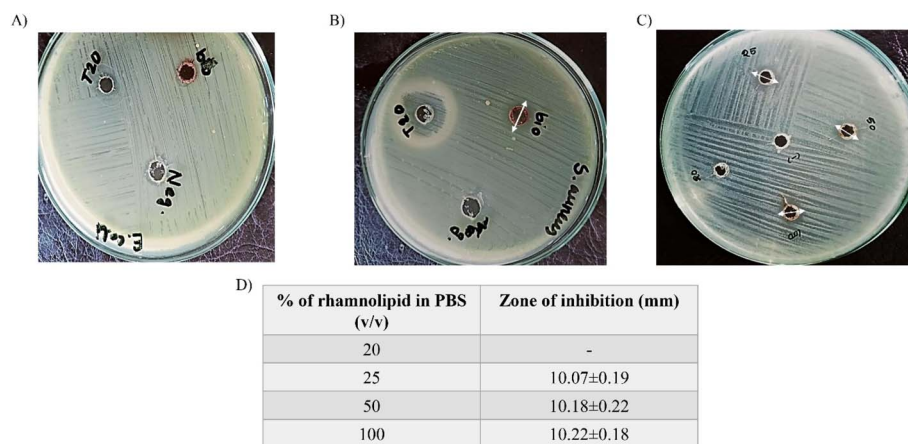 A)
T20
Neg.
E. coli
B)
T20
bio
Neg.
S. aureus
C)
25
50
(-)
20
100
D)
% of rhamnolipid in PBS
(v/v)
Zone of inhibition (mm)
20 -
25 10.07±0.19
50 10.18±0.22
100 10.22±0.18